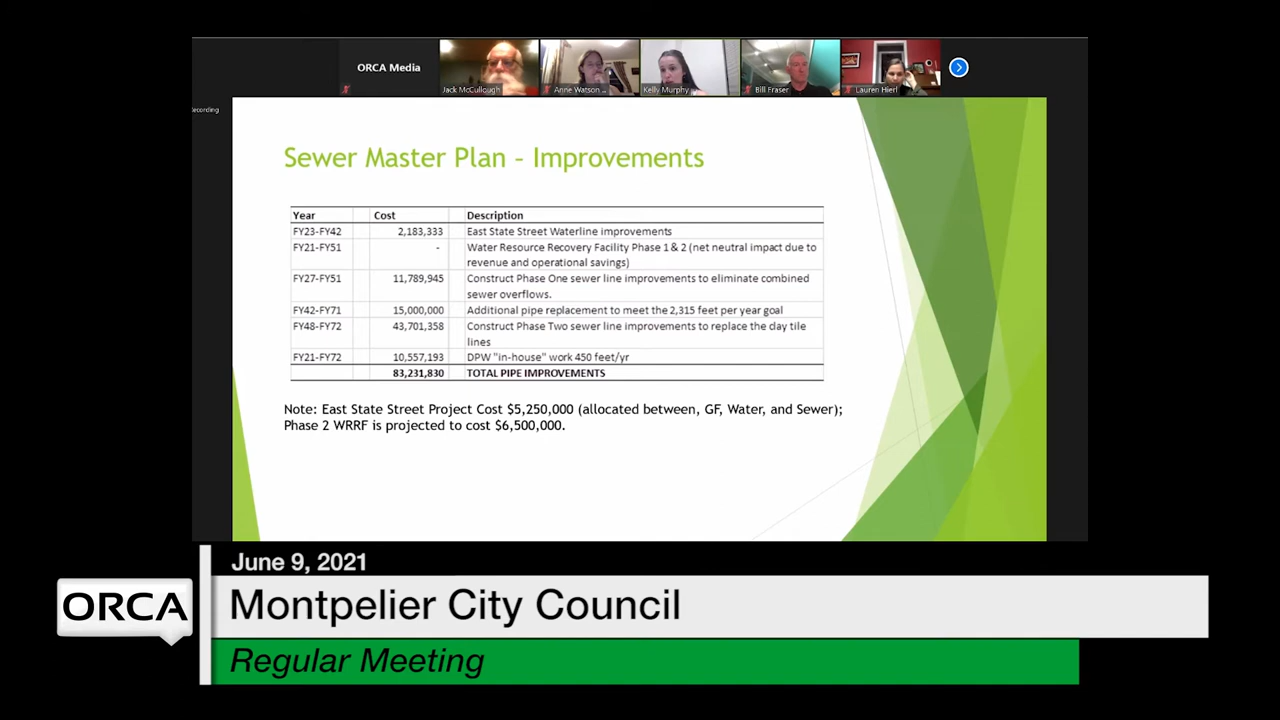 ORCA Media
Jack McCullough
Anne Watson ..
Kelly Murphy
Bill Fraser
Lauren Hierl
Recording
Sewer Master Plan – Improvements
Year Cost Description
FY23-FY42 2,183,333 East State Street Waterline improvements
FY21-FY51 - Water Resource Recovery Facility Phase 1 & 2 (net neutral impact due to
revenue and operational savings)
FY27-FY51 11,789,945 Construct Phase One sewer line improvements to eliminate combined
sewer overflows.
FY42-FY71 15,000,000 Additional pipe replacement to meet the 2,315 feet per year goal
FY48-FY72 43,701,358 Construct Phase Two sewer line improvements to replace the clay tile
lines
FY21-FY72 10,557,193 DPW "in-house" work 450 feet/yr
83,231,830 TOTAL PIPE IMPROVEMENTS
Note: East State Street Project Cost $5,250,000 (allocated between, GF, Water, and Sewer);
Phase 2 WRRF is projected to cost $6,500,000.
June 9, 2021
ORCA
Montpelier City Council
Regular Meeting